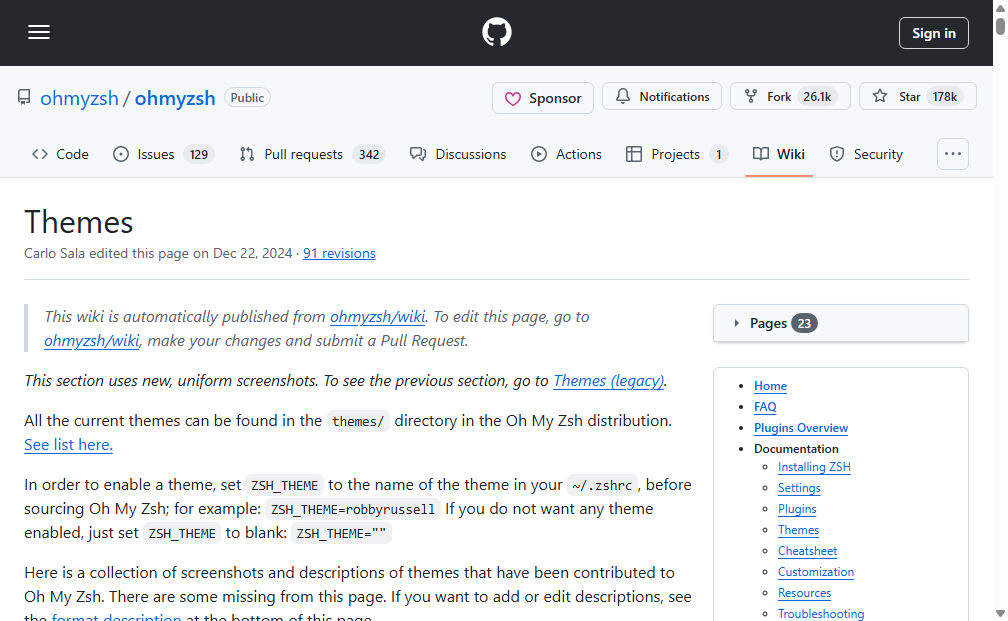 Sign in
ohmyzsh / ohmyzsh Public
Sponsor Notifications Fork 26.1k Star 178k
Code Issues 129 Pull requests 342 Discussions Actions Projects 1 Wiki Security
Themes
Carlo Sala edited this page on Dec 22, 2024 · 91 revisions
This wiki is automatically published from ohmyzsh/wiki. To edit this page, go to
ohmyzsh/wiki, make your changes and submit a Pull Request.
This section uses new, uniform screenshots. To see the previous section, go to Themes (legacy).
All the current themes can be found in the themes/ directory in the Oh My Zsh distribution.
See list here.
In order to enable a theme, set ZSH_THEME to the name of the theme in your ~/.zshrc , before
sourcing Oh My Zsh; for example: ZSH_THEME=robbyrussell If you do not want any theme
enabled, just set ZSH_THEME to blank: ZSH_THEME=""
Here is a collection of screenshots and descriptions of themes that have been contributed to
Oh My Zsh. There are some missing from this page. If you want to add or edit descriptions, see
the format description at the bottom of this page.
Pages 23
Home
FAQ
Plugins Overview
Documentation
Installing ZSH
Settings
Plugins
Themes
Cheatsheet
Customization
Resources
Troubleshooting